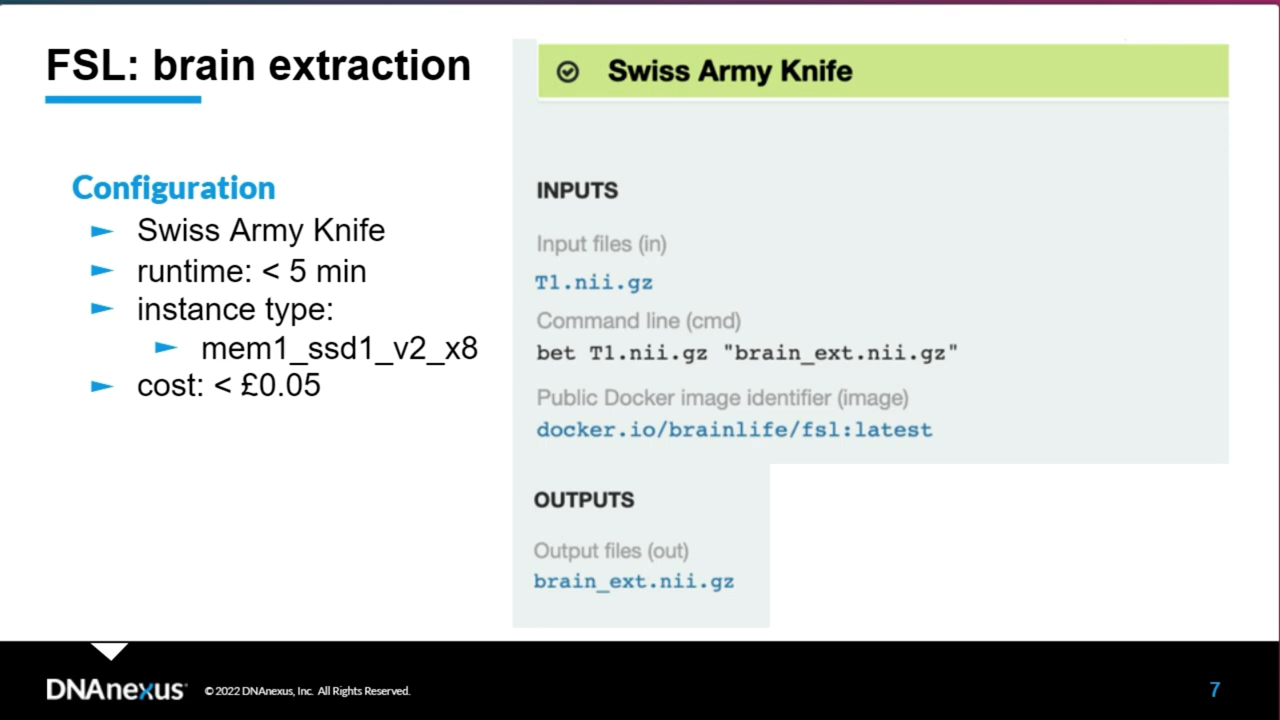 FSL: brain extraction
Configuration
► Swiss Army Knife
► runtime: < 5 min
► instance type:
► mem1_ssd1_v2_x8
► cost: < £0.05
Swiss Army Knife
INPUTS
Input files (in)
T1.nii.gz
Command line (cmd)
bet T1.nii.gz "brain_ext.nii.gz"
Public Docker image identifier (image)
docker.io/brainlife/fsl:latest
OUTPUTS
Output files (out)
brain_ext.nii.gz
DNAnexus
© 2022 DNAnexus, Inc. All Rights Reserved.
7